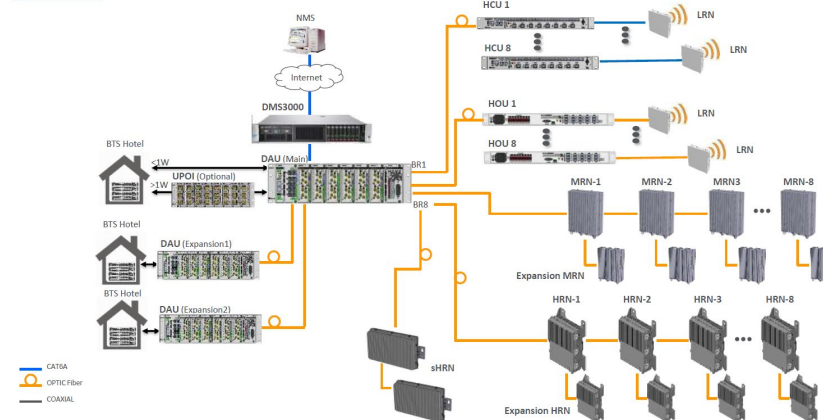 HCU 1
NMS
LRN
HCU 8
LRN
Internet
DMS3000
HOU 1
LRN
BTS Hotel
HOU 8
LRN
<1W
DAU (Main)
BR1
UPOI (Optional)
>1W
MRN-1
MRN-2
MRN3
MRN-8
BR8
BTS Hotel
DAU (Expansion1)
Expansion MRN
BTS Hotel
HRN-1
HRN-2
HRN-3
HRN-8
DAU (Expansion2)
sHRN
CAT6A
OPTIC Fiber
COAXIAL
Expansion HRN